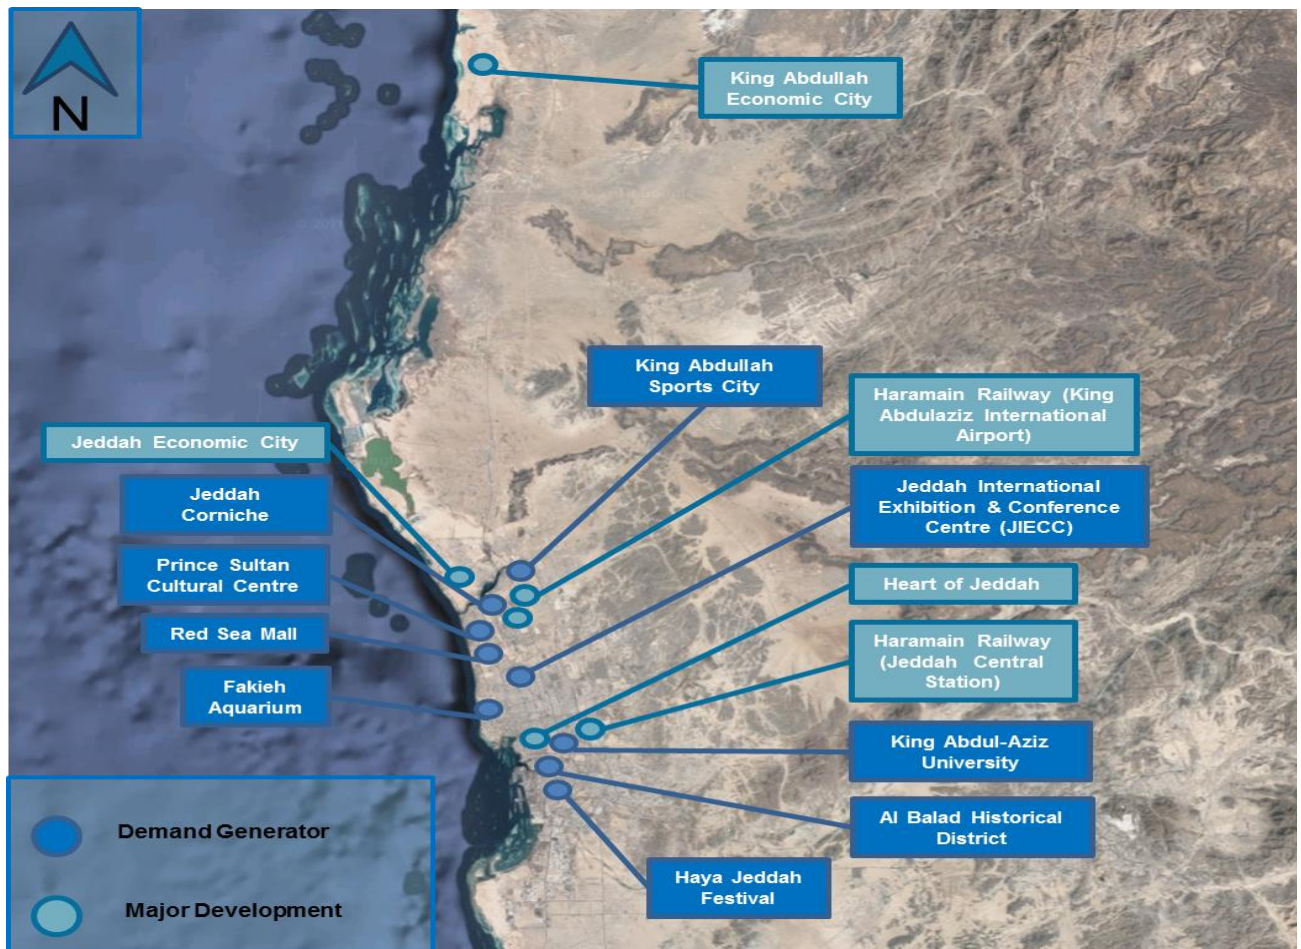 N
King Abdullah
Economic City
King Abdullah
Sports City
Haramain Railway (King
Abdulaziz International
Airport)
Jeddah Economic City
Jeddah International
Exhibition & Conference
Centre (JIECC)
Jeddah
Corniche
Prince Sultan
Cultural Centre
Heart of Jeddah
Red Sea Mall
Haramain Railway
(Jeddah Central
Station)
Fakieh
Aquarium
King Abdul-Aziz
University
Al Balad Historical
District
Haya Jeddah
Festival
Demand Generator
Major Development